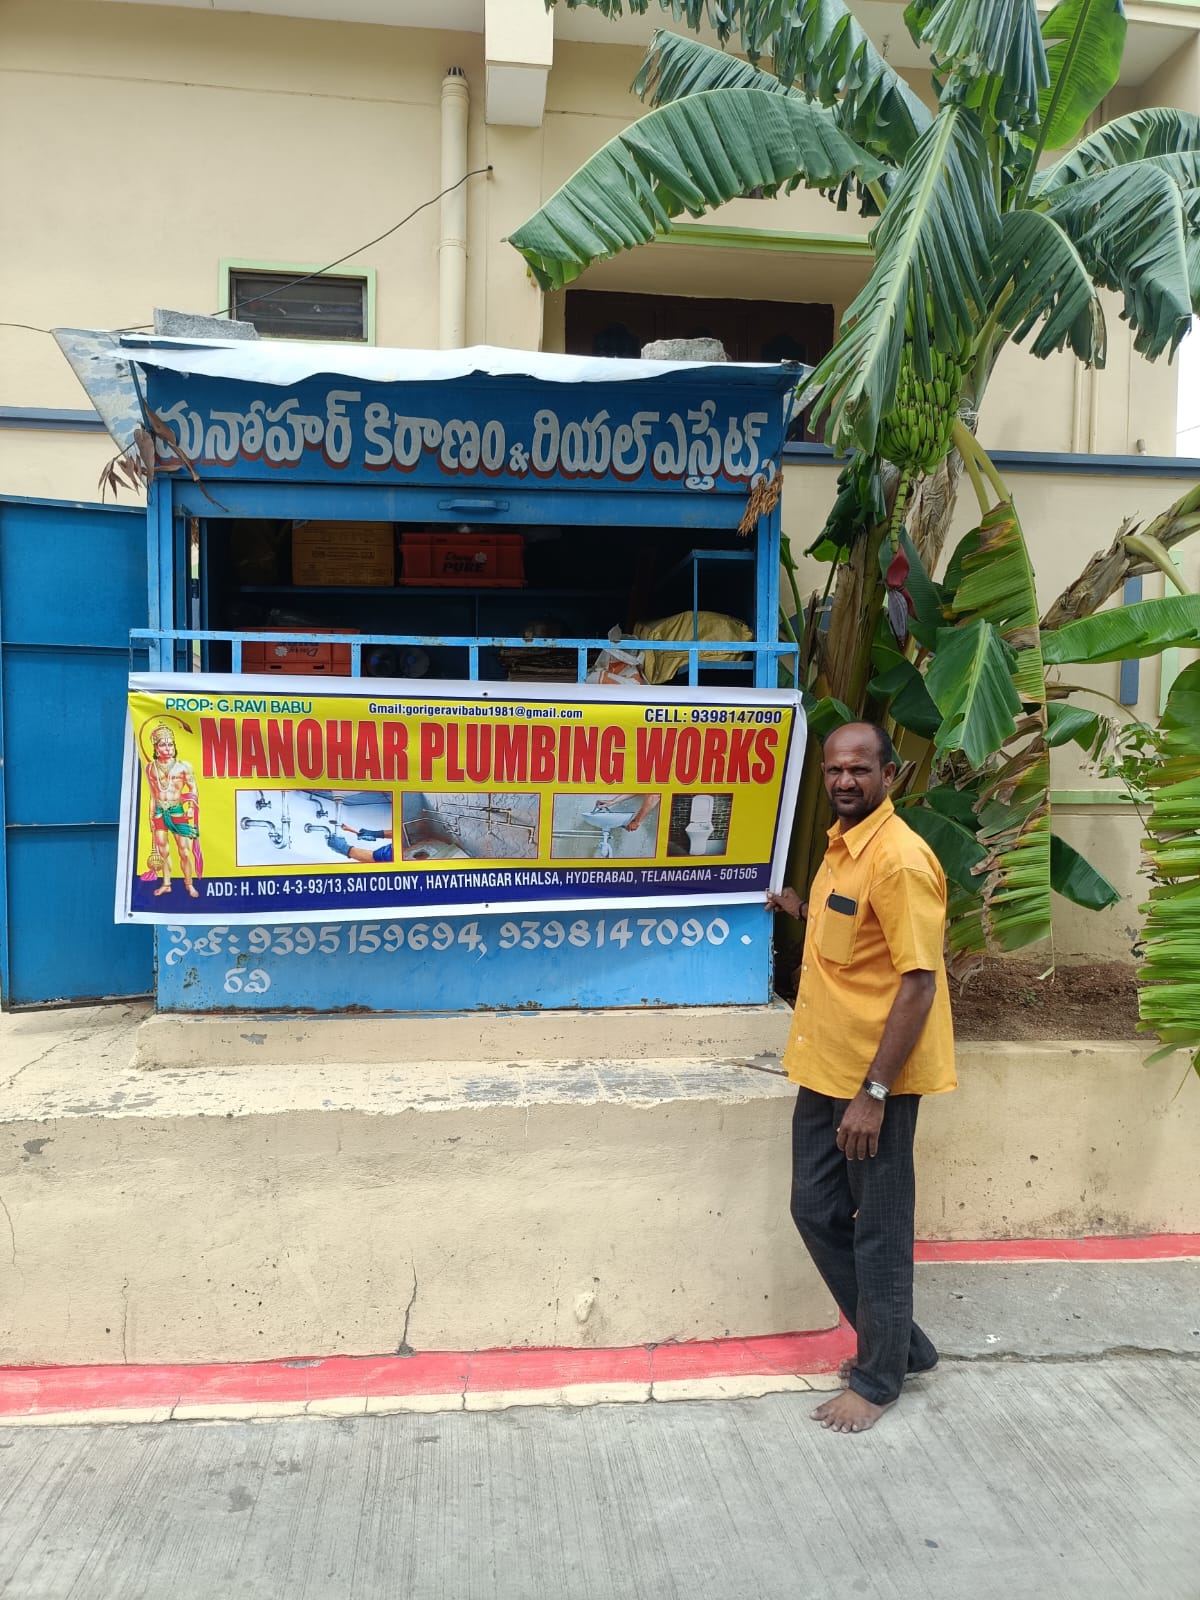 మనోహర్ కిరాణం & రియల్ ఎస్టేట్స్
PURE
PROP: G.RAVI BABU
Gmail:gorigeravibabu1981@gmail.com
CELL: 9398147090
MANOHAR PLUMBING WORKS
ADD: H. NO: 4-3-93/13,SAI COLONY, HAYATHNAGAR KHALSA, HYDERABAD, TELANAGANA - 501505
సెల్ : 9395159694, 9398147090 .
రవి